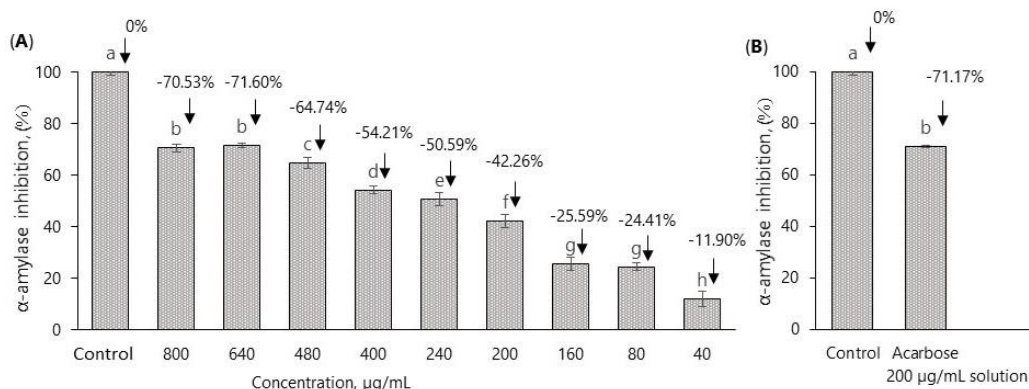 (A)
0%
a
-70.53%
-71.60%
-64.74%
-54.21%
-50.59%
-42.26%
-25.59%
-24.41%
-11.90%
b
b
c
d
e
f
g
g
h
α-amylase inhibition, (%)
100
80
60
40
20
0
Control
800
640
480
400
240
200
160
80
40
Concentration, µg/mL
(B)
0%
a
-71.17%
b
α-amylase inhibition, (%)
100
80
60
40
20
0
Control
Acarbose
200 µg/mL solution